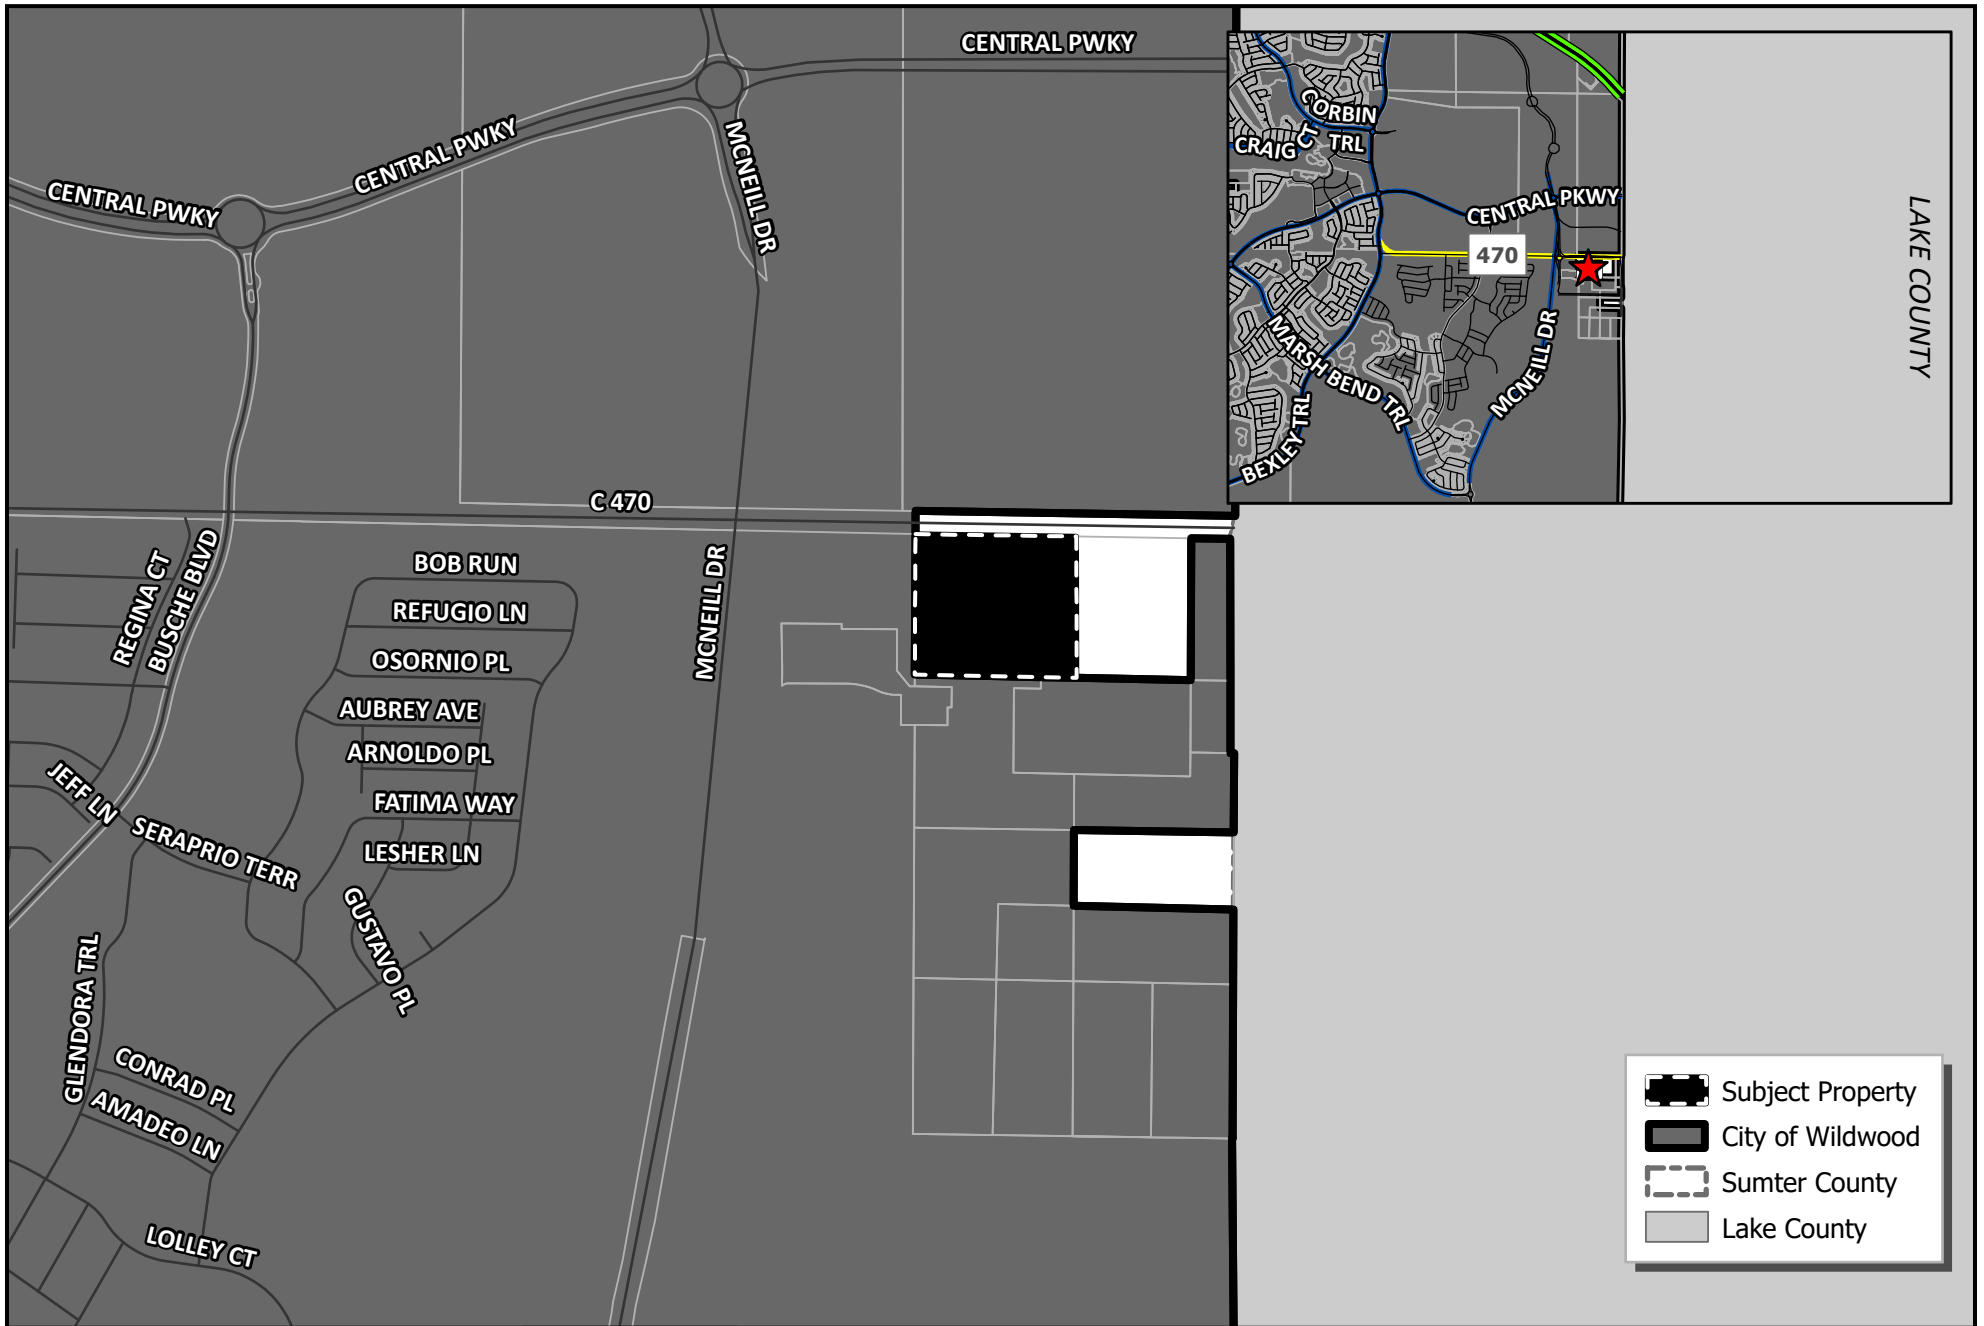 CENTRAL PWKY
CENTRAL PWKY
CENTRAL PWKY
MCNEILL DR
C 470
REGINA CT
BUSCHE BLVD
BOB RUN
REFUGIO LN
OSORNIO PL
AUBREY AVE
ARNOLDO PL
FATIMA WAY
LESHER LN
MCNEILL DR
JEFF LN
SERAPRIO TERR
GUSTAVO PL
GLENDORA TRL
CONRAD PL
AMADEO LN
LOLLEY CT
CORBIN
TRL
CRAIG CT
CENTRAL PKWY
470
MARSH BEND TRL
MCNEILL DR
BEXLEY TRL
LAKE COUNTY
Subject Property
City of Wildwood
Sumter County
Lake County